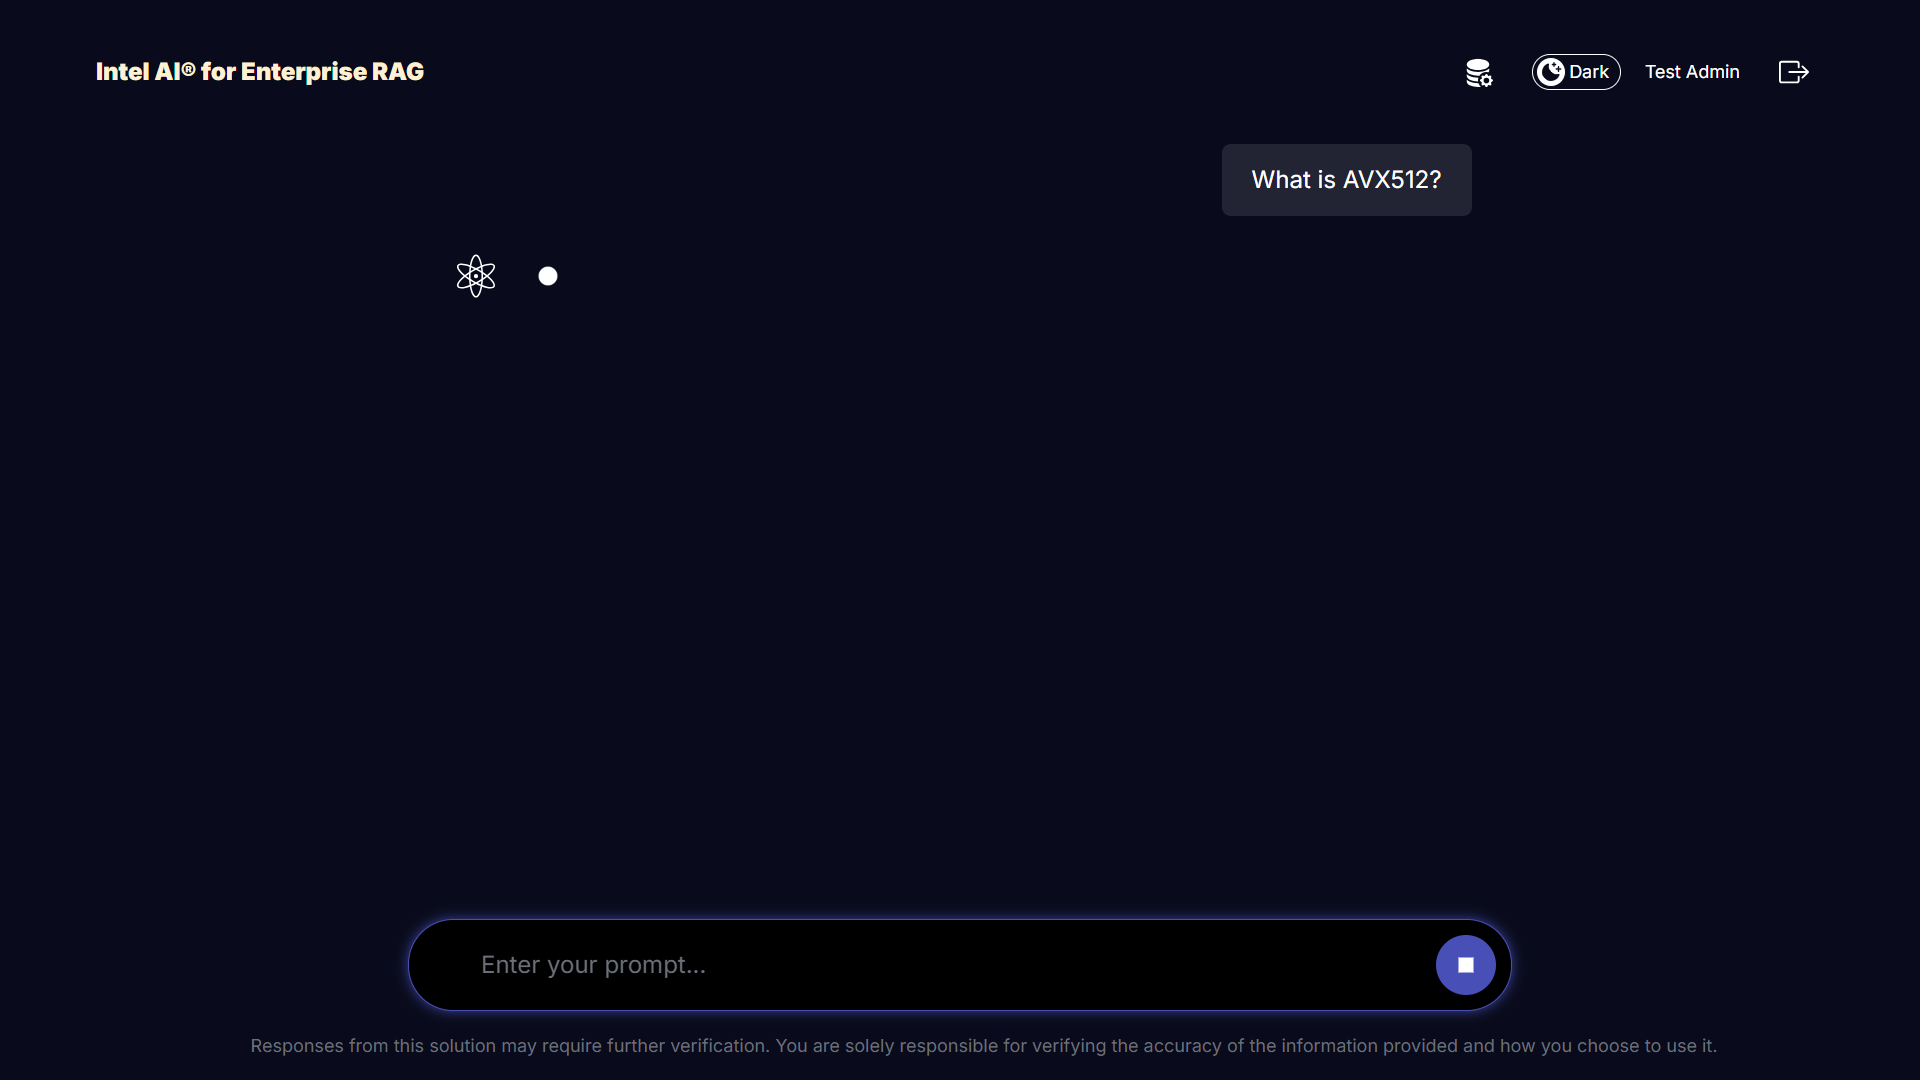 Intel AI® for Enterprise RAG
Dark
Test Admin
What is AVX512?
Enter your prompt...
Responses from this solution may require further verification. You are solely responsible for verifying the accuracy of the information provided and how you choose to use it.